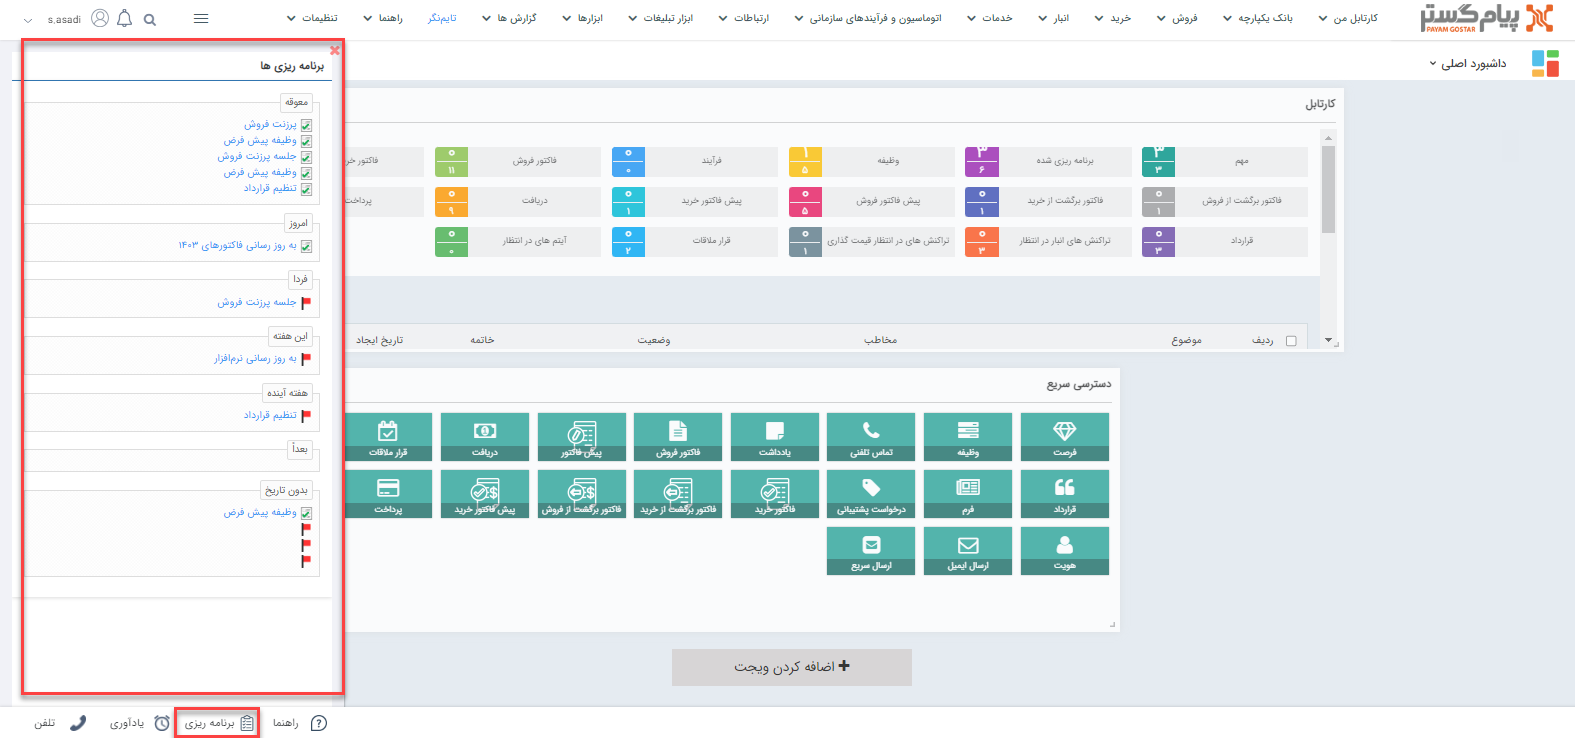 پیام‌گستر
PAYAM GOSTAR
کارتابل من
بانک یکپارچه
فروش
خرید
انبار
خدمات
اتوماسیون و فرآیندهای سازمانی
ارتباطات
ابزار تبلیغات
ابزارها
گزارش ها
تایم‌نگر
راهنما
تنظیمات
s,asadi
داشبورد اصلی
برنامه ریزی ها
معوقه
پرزنت فروش
وظیفه پیش فرض
جلسه پرزنت فروش
وظیفه پیش فرض
تنظیم قرارداد
امروز
به روز رسانی فاکتورهای ۱۴۰۳
فردا
جلسه پرزنت فروش
این هفته
به روز رسانی نرم‌افزار
هفته آینده
تنظیم قرارداد
بعداً
بدون تاریخ
وظیفه پیش فرض
کارتابل
مهم ۳ ۳
برنامه ریزی شده ۳ ۶
وظیفه ۱ ۵
فرآیند ۰ ۰
فاکتور فروش ۰ ۱۱
فاکتور خر
فاکتور برگشت از فروش ۰ ۱
فاکتور برگشت از خرید ۰ ۱
پیش فاکتور فروش ۰ ۵
پیش فاکتور خرید ۰ ۱
دریافت ۰ ۹
پرداخت
قرارداد ۰ ۳
تراکنش های انبار در انتظار ۰ ۳
تراکنش های در انتظار قیمت گذاری ۰ ۱
قرار ملاقات ۰ ۲
آیتم های در انتظار ۰ ۰
ردیف موضوع مخاطب وضعیت خاتمه تاریخ ایجاد
دسترسی سریع
فرصت
وظیفه
تماس تلفنی
یادداشت
فاکتور فروش
پیش فاکتور
دریافت
قرار ملاقات
قرارداد
فرم
درخواست پشتیبانی
فاکتور خرید
فاکتور برگشت از خرید
فاکتور برگشت از فروش
پیش فاکتور خرید
پرداخت
هویت
ارسال ایمیل
ارسال سریع
اضافه کردن ویجت
راهنما
برنامه ریزی
یادآوری
تلفن